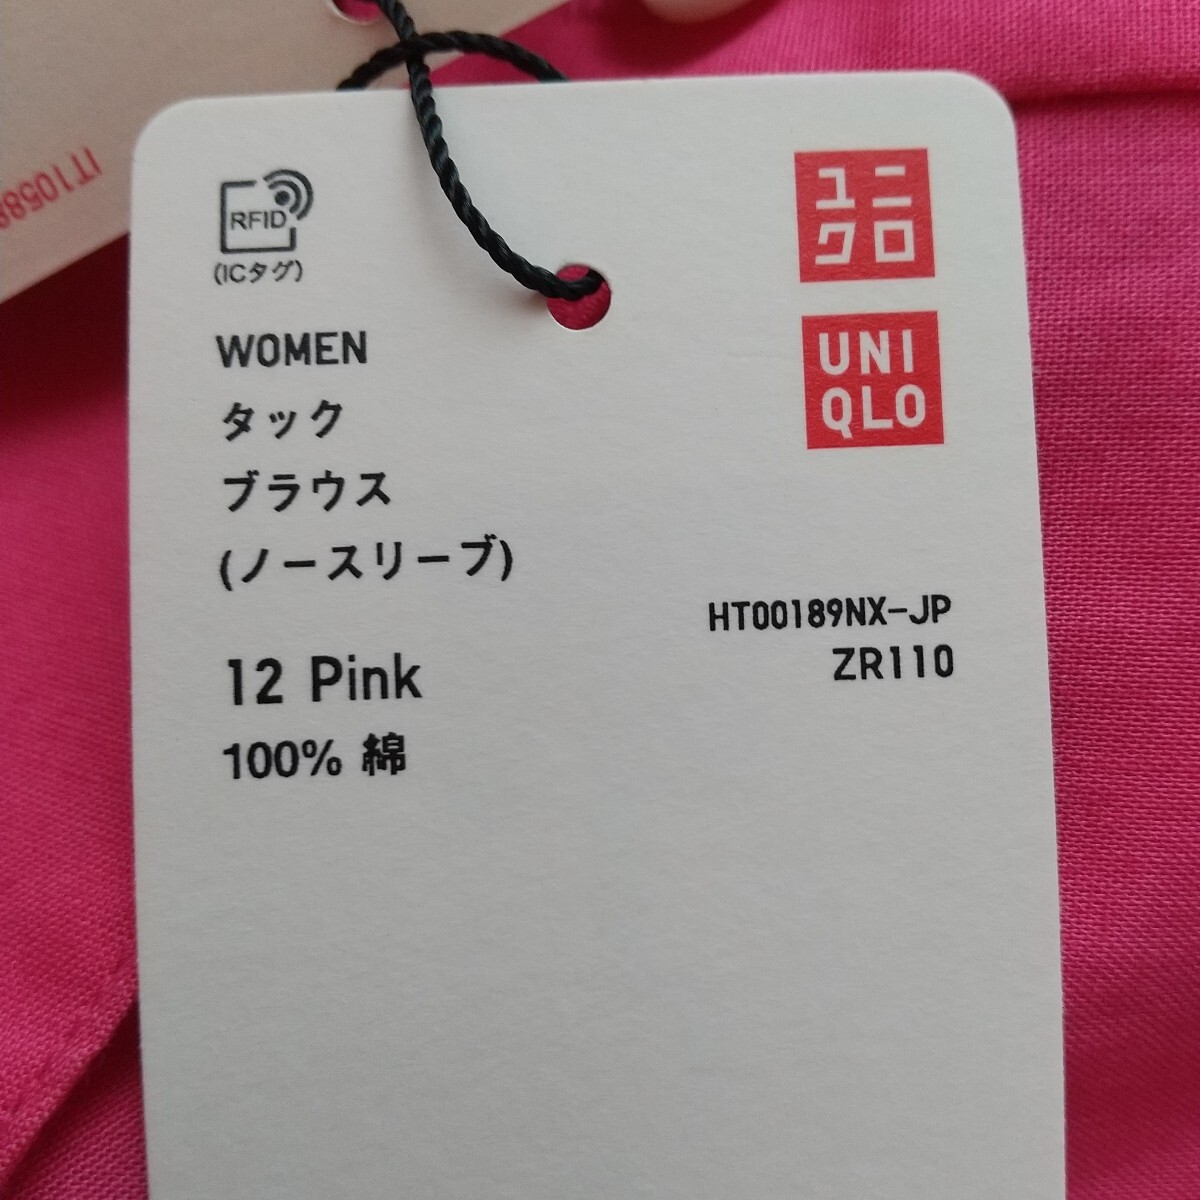 IT1058
RFID
(ICタグ)
ユニ
クロ
UNI
QLO
WOMEN
タック
ブラウス
(ノースリーブ)
HT00189NX-JP
ZR110
12 Pink
100% 綿